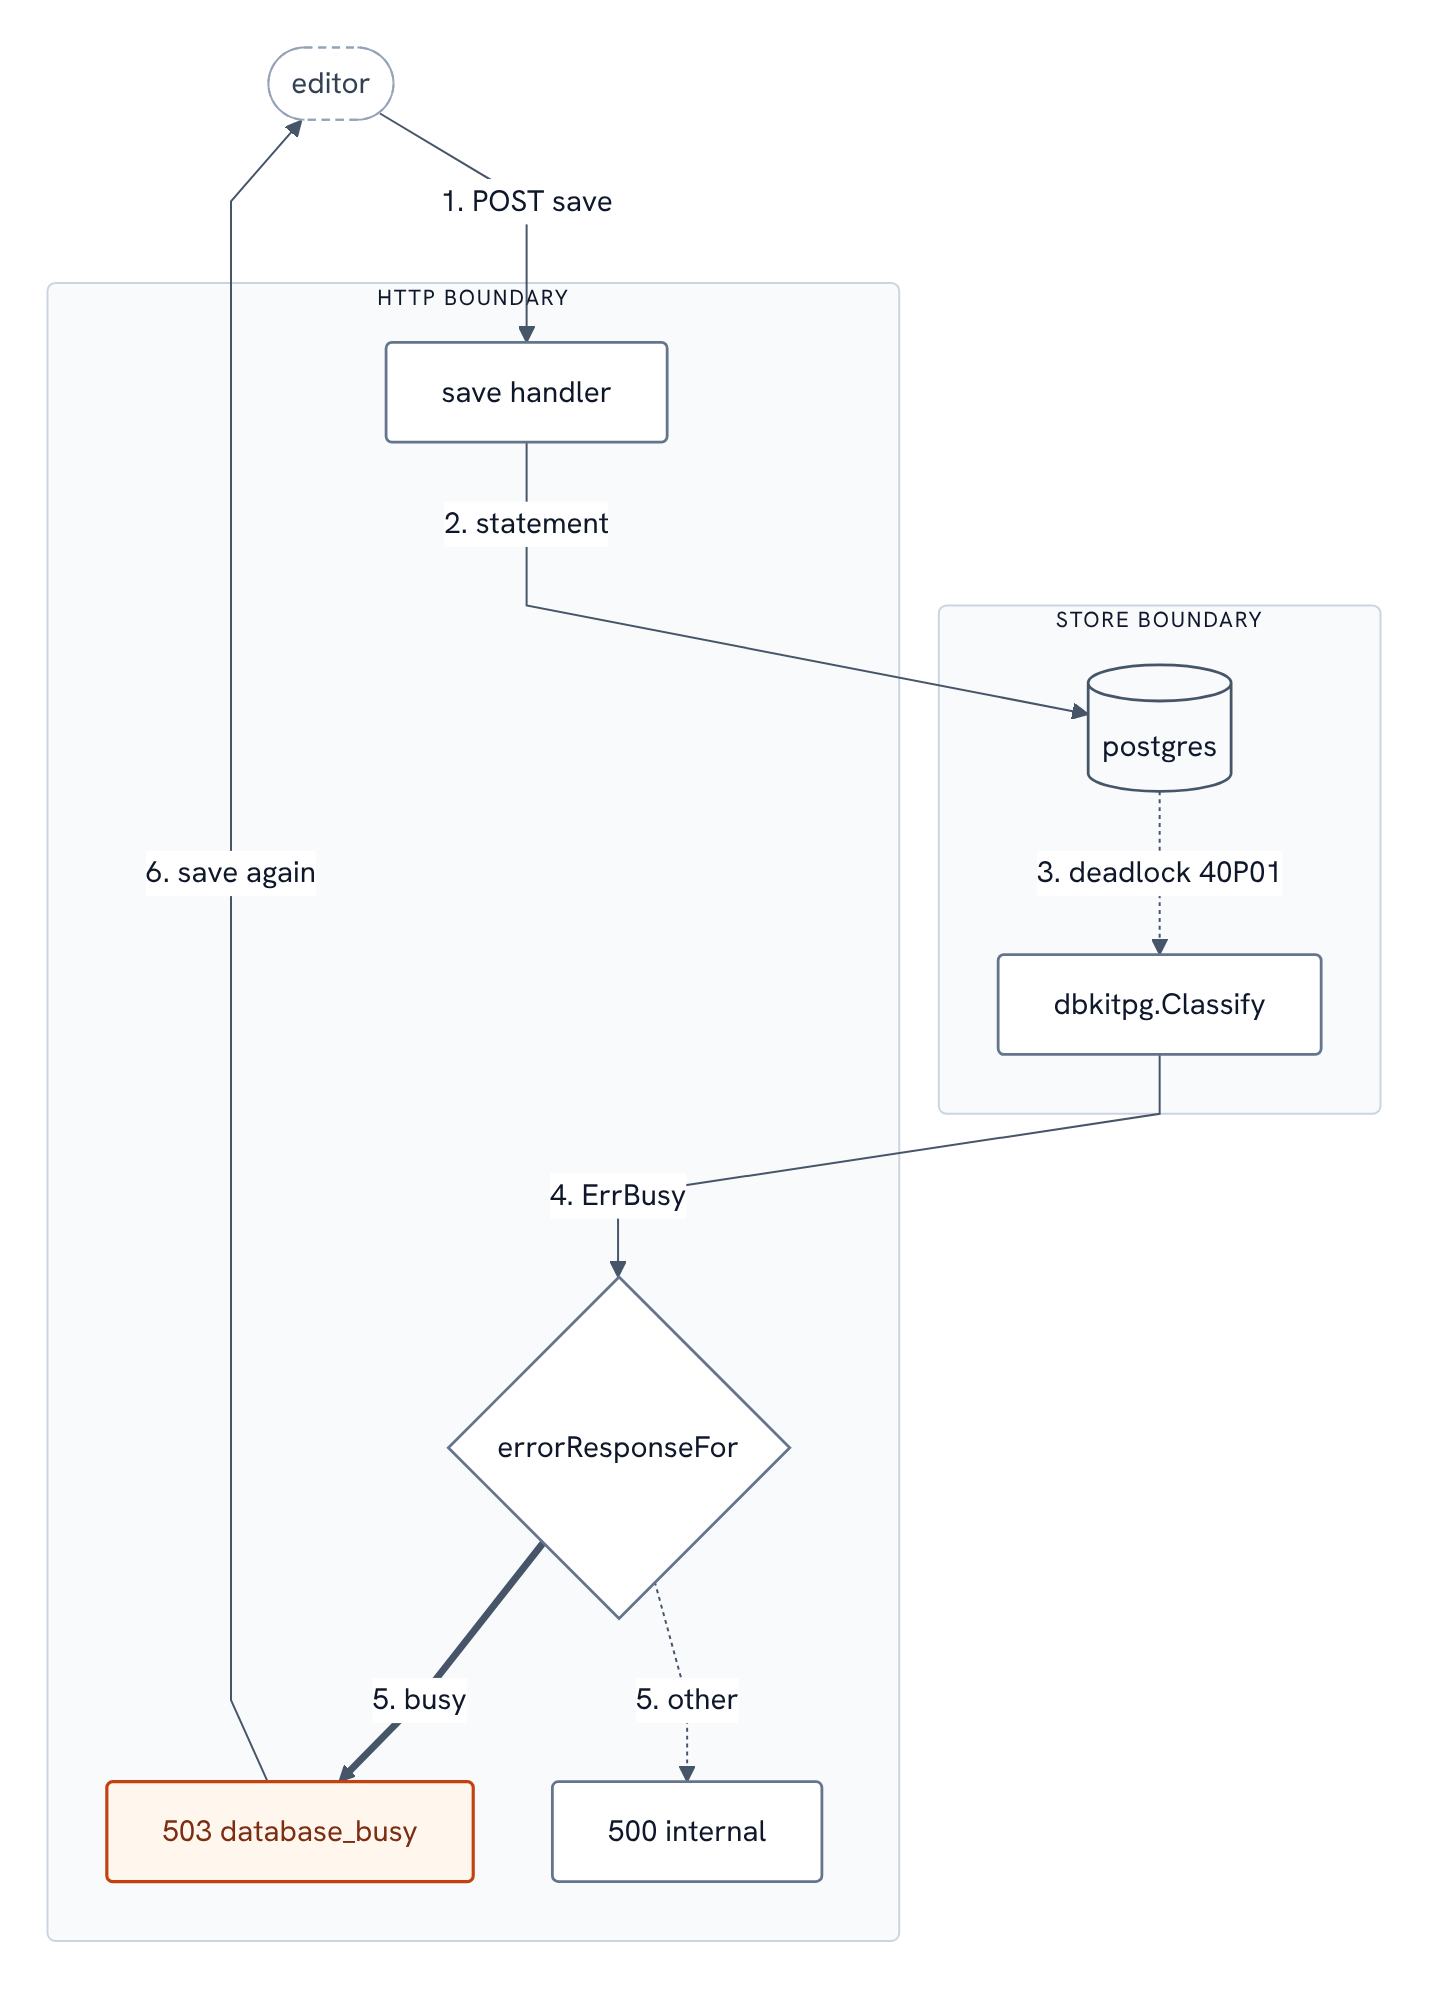 editor
1. POST save
HTTP BOUNDARY
save handler
2. statement
STORE BOUNDARY
postgres
6. save again
3. deadlock 40P01
dbkitpg.Classify
4. ErrBusy
errorResponseFor
5. busy
5. other
503 database_busy
500 internal